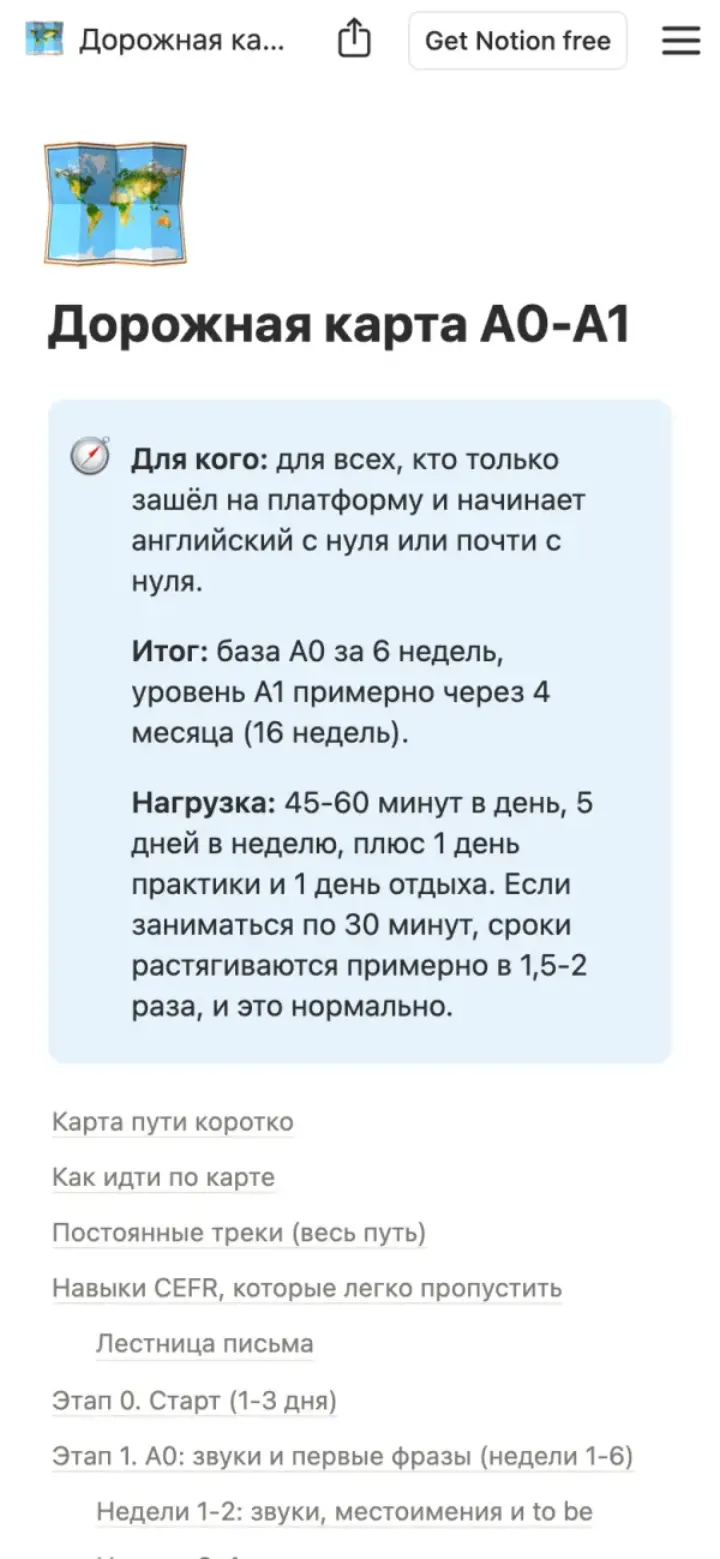 Дорожная ка...
Get Notion free
Дорожная карта A0-A1
Для кого: для всех, кто только
зашёл на платформу и начинает
английский с нуля или почти с
нуля.
Итог: база A0 за 6 недель,
уровень A1 примерно через 4
месяца (16 недель).
Нагрузка: 45-60 минут в день, 5
дней в неделю, плюс 1 день
практики и 1 день отдыха. Если
заниматься по 30 минут, сроки
растягиваются примерно в 1,5-2
раза, и это нормально.
Карта пути коротко
Как идти по карте
Постоянные треки (весь путь)
Навыки CEFR, которые легко пропустить
Лестница письма
Этап 0. Старт (1-3 дня)
Этап 1. A0: звуки и первые фразы (недели 1-6)
Недели 1-2: звуки, местоимения и to be